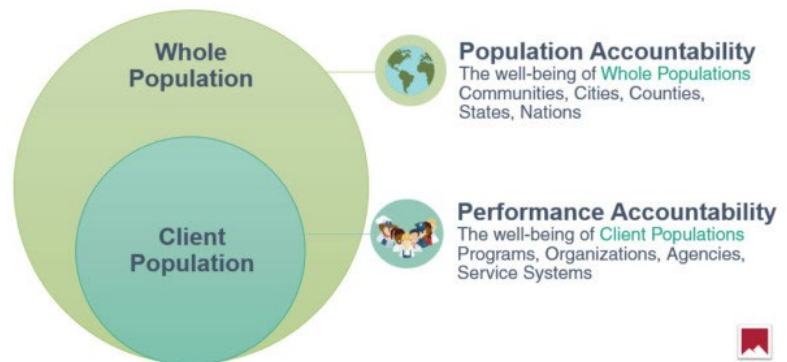 Whole
Population
Population Accountability
The well-being of Whole Populations
Communities, Cities, Counties,
States, Nations
Client
Population
Performance Accountability
The well-being of Client Populations
Programs, Organizations, Agencies,
Service Systems